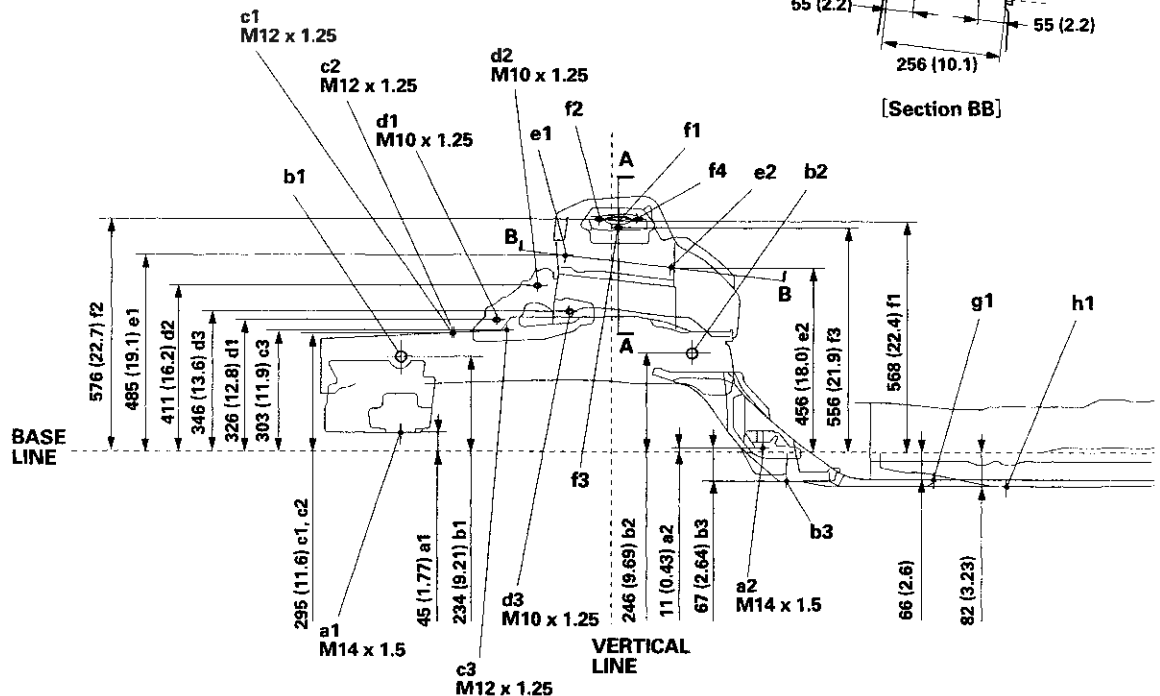 55 (2.2)
55 (2.2)
256 (10.1)
[Section BB]
c1
M12 x 1.25
c2
M12 x 1.25
d1
M10 x 1.25
d2
M10 x 1.25
b1
e1
f2
f1
A
f4
e2
b2
B
B
A
g1
h1
576 (22.7) f2
485 (19.1) e1
411 (16.2) d2
346 (13.6) d3
326 (12.8) d1
303 (11.9) c3
456 (18.0) e2
556 (21.9) f3
568 (22.4) f1
BASE
LINE
f3
b3
295 (11.6) c1, c2
45 (1.77) a1
234 (9.21) b1
246 (9.69) b2
11 (0.43) a2
67 (2.64) b3
66 (2.6)
82 (3.23)
a1
M14 x 1.5
d3
M10 x 1.25
a2
M14 x 1.5
VERTICAL
LINE
c3
M12 x 1.25